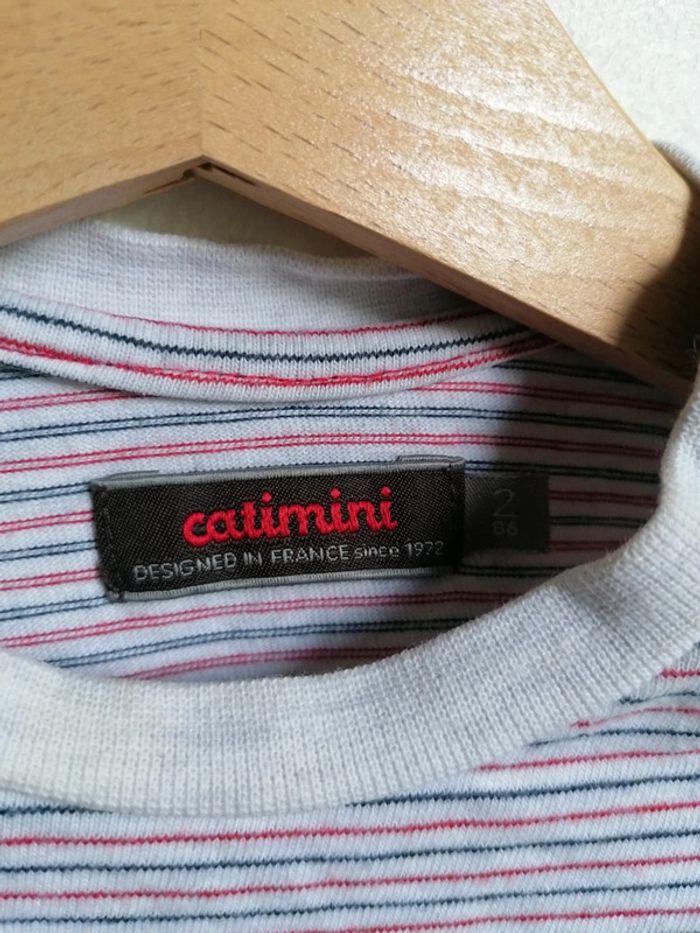 catimini
DESIGNED IN FRANCE since 1972
2
86